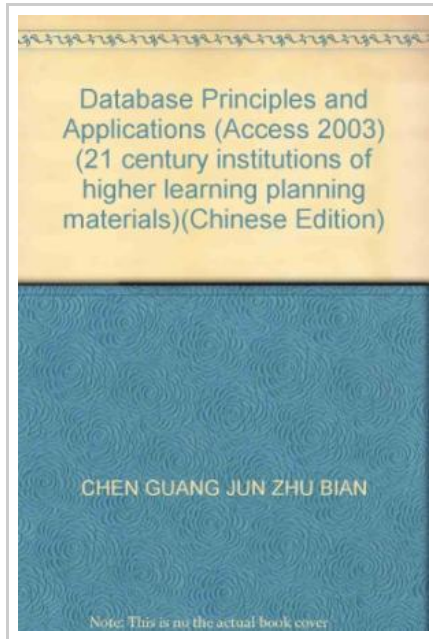 Database Principles and
Applications (Access 2003)
(21 century institutions of
higher learning planning
materials)(Chinese Edition)
CHEN GUANG JUN ZHU BIAN
Note: This is no the actual book cover